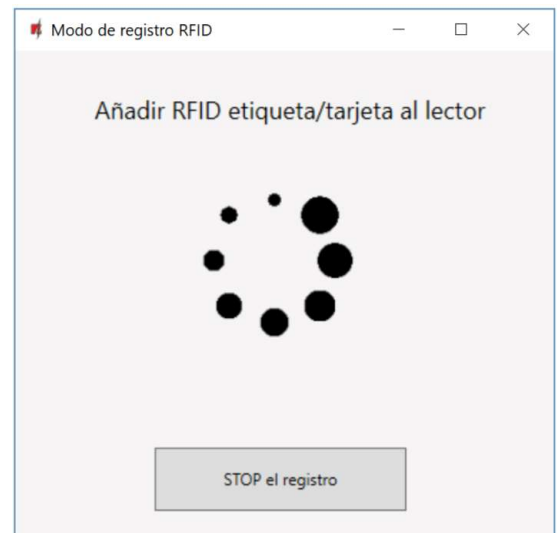 Modo de registro RFID
Añadir RFID etiqueta/tarjeta al lector
STOP el registro